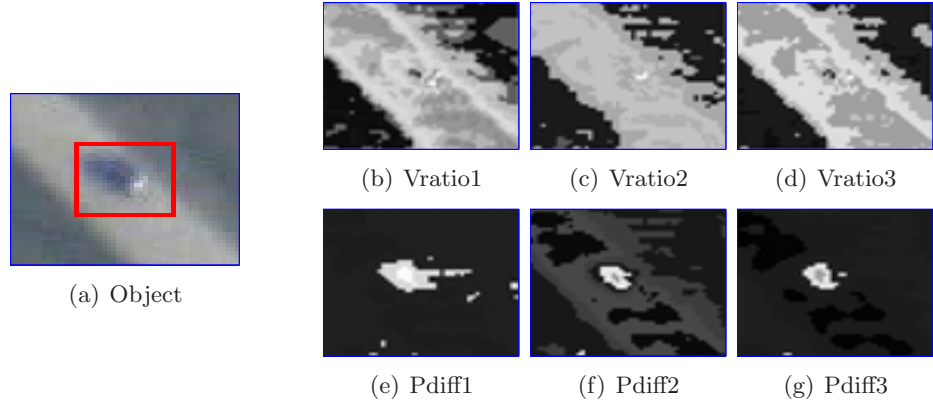 (a) Object
(b) Vratio1
(c) Vratio2
(d) Vratio3
(e) Pdiff1
(f) Pdiff2
(g) Pdiff3